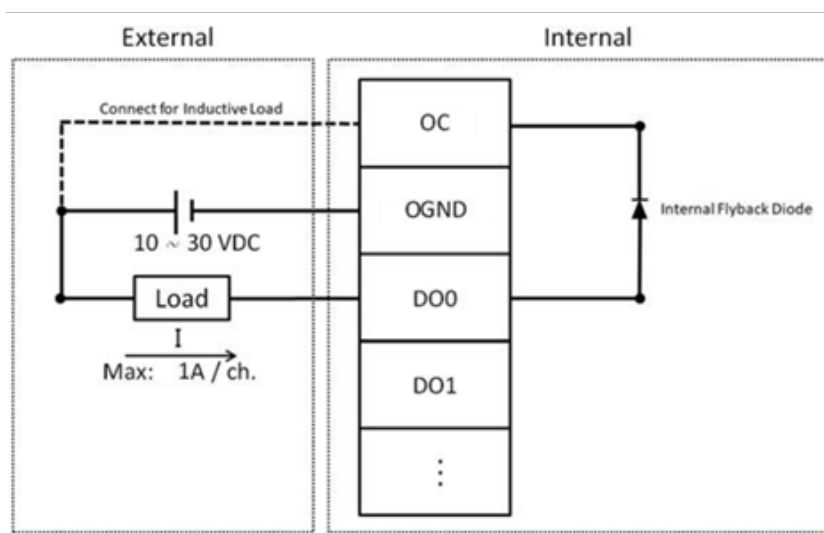 External
Internal
Connect for Inductive Load
OC
OGND
10 ~ 30 VDC
Internal Flyback Diode
Load
DO0
I
Max: 1A / ch.
DO1
⋮